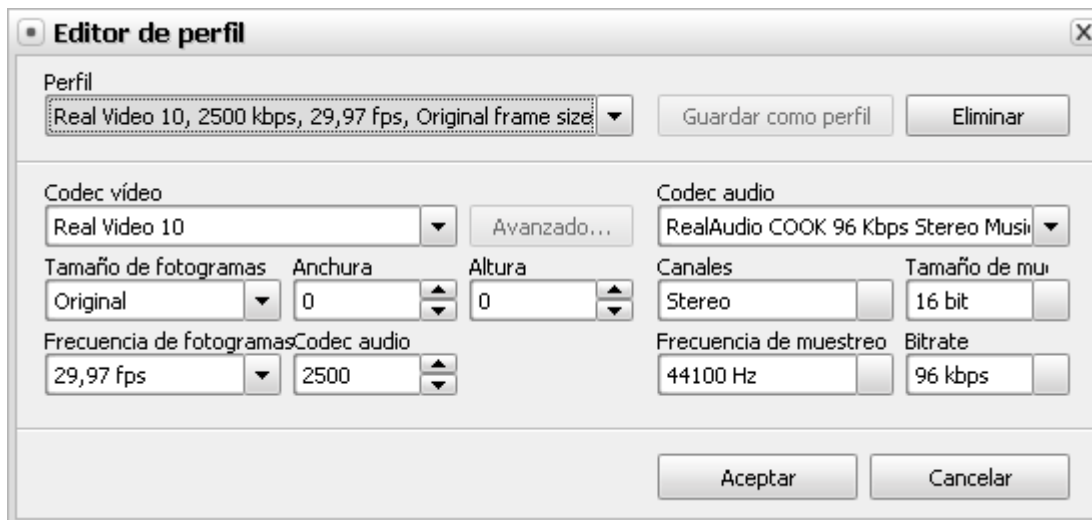 Editor de perfil
Perfil
Real Video 10, 2500 kbps, 29,97 fps, Original frame size
Guardar como perfil
Eliminar
Codec vídeo
Real Video 10
Avanzado...
Codec audio
RealAudio COOK 96 Kbps Stereo Musi
Tamaño de fotogramas
Anchura
Altura
Original
0
0
Canales
Tamaño de mu
Stereo
16 bit
Frecuencia de fotogramas
Codec audio
29,97 fps
2500
Frecuencia de muestreo
Bitrate
44100 Hz
96 kbps
Aceptar
Cancelar